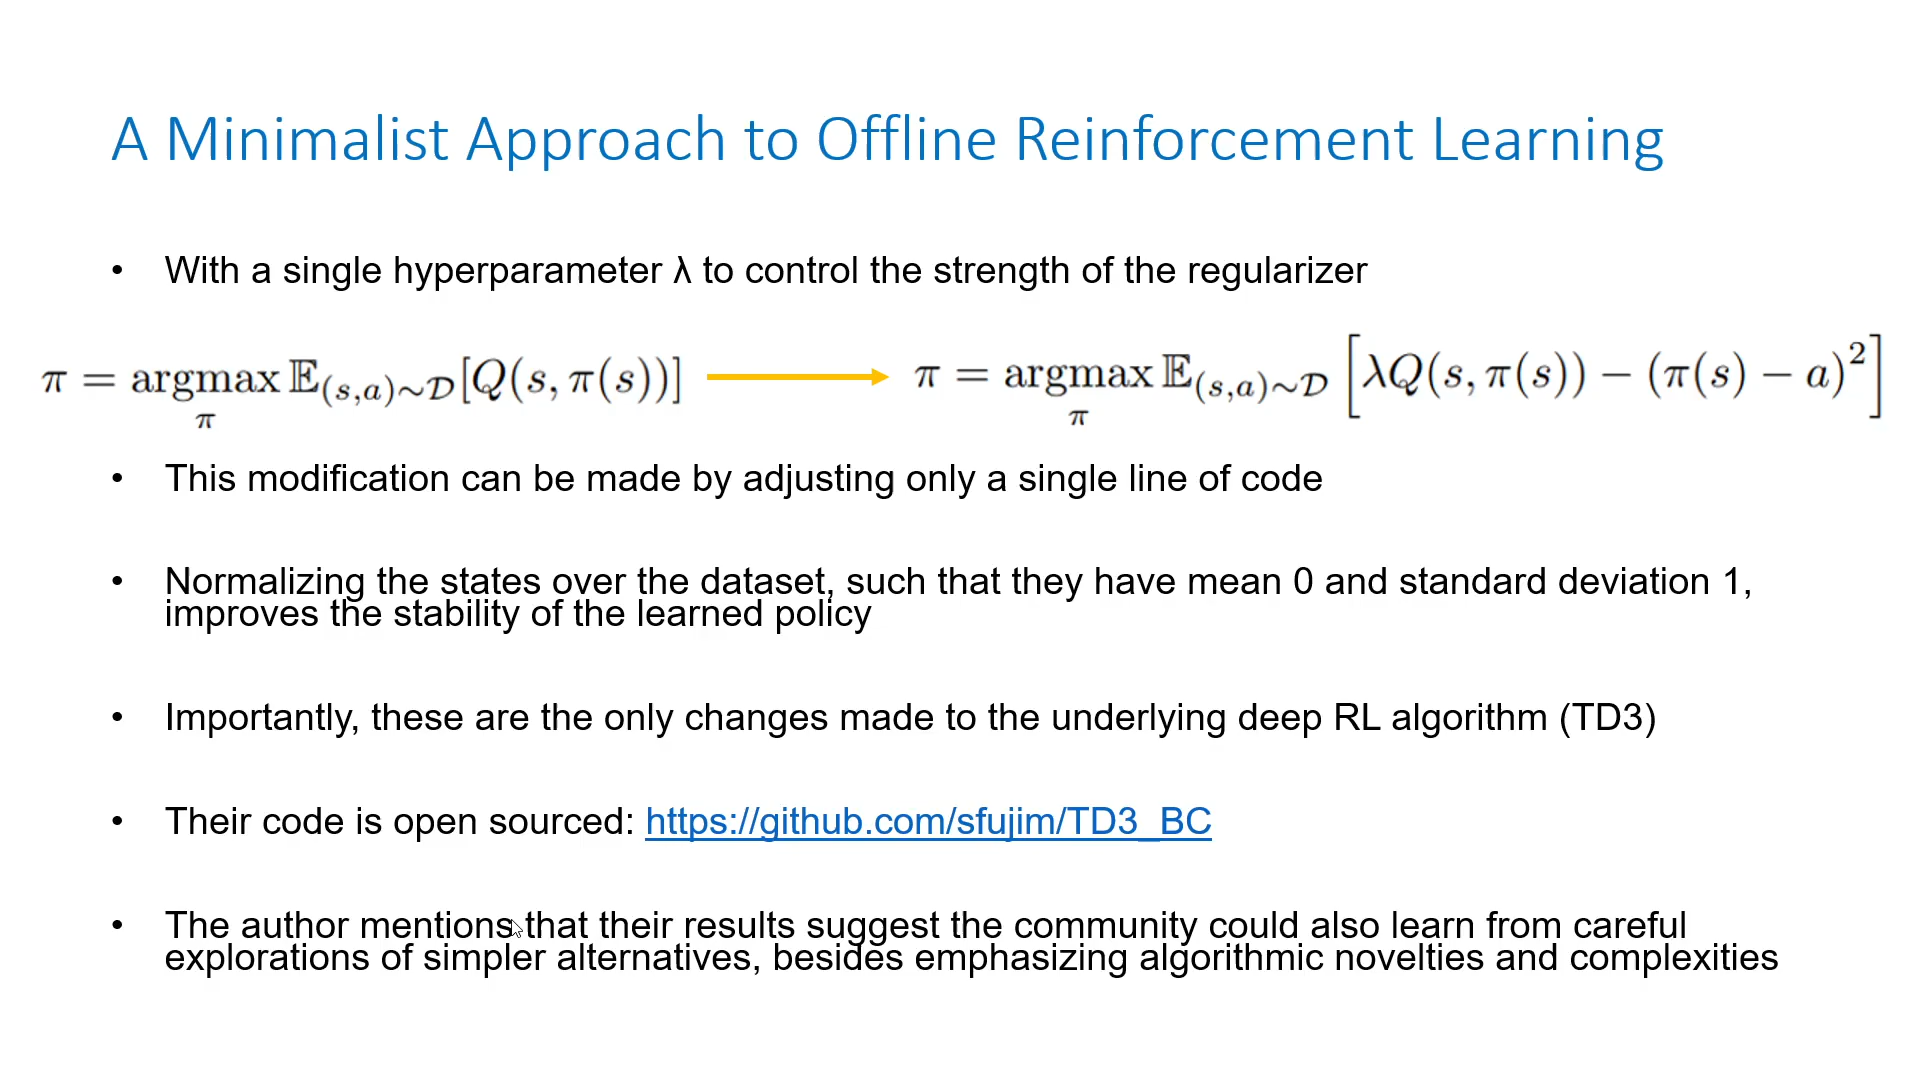 A Minimalist Approach to Offline Reinforcement Learning
• With a single hyperparameter λ to control the strength of the regularizer
π = argmax_π 𝔼_{(s,a)∼𝒟}[Q(s, π(s))] → π = argmax_π 𝔼_{(s,a)∼𝒟} [λQ(s, π(s)) − (π(s) − a)²]
• This modification can be made by adjusting only a single line of code
• Normalizing the states over the dataset, such that they have mean 0 and standard deviation 1,
improves the stability of the learned policy
• Importantly, these are the only changes made to the underlying deep RL algorithm (TD3)
• Their code is open sourced: https://github.com/sfujim/TD3_BC
• The author mentions that their results suggest the community could also learn from careful
explorations of simpler alternatives, besides emphasizing algorithmic novelties and complexities